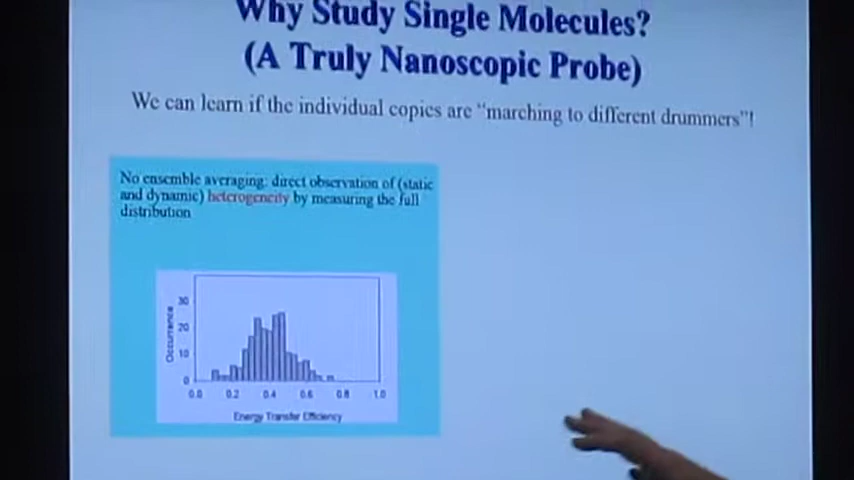 Why Study Single Molecules?
(A Truly Nanoscopic Probe)
We can learn if the individual copies are “marching to different drummers”!
No ensemble averaging: direct observation of (static
and dynamic) heterogeneity by measuring the full
distribution
30
20
10
0
Occurrence
0.0 0.2 0.4 0.6 0.8 1.0
Energy Transfer Efficiency